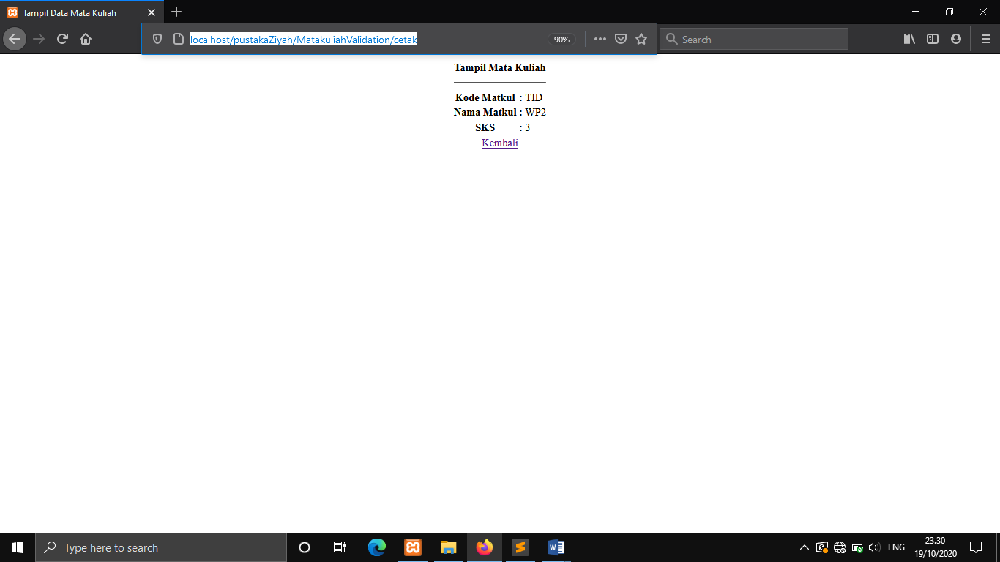 Tampil Data Mata Kuliah
localhost/pustakaZiyah/MatakuliahValidation/cetak
90%
Search
Tampil Mata Kuliah
Kode Matkul : TID
Nama Matkul : WP2
SKS : 3
Kembali
Type here to search
ENG
23.30
19/10/2020